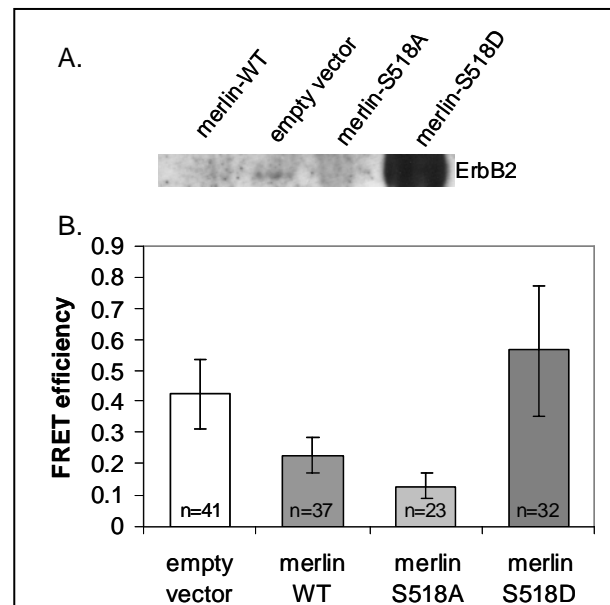 A.
merlin-WT
empty vector
merlin-S518A
merlin-S518D
ErbB2
B.
0.9
0.8
0.7
0.6
0.5
0.4
0.3
0.2
0.1
0
FRET efficiency
n=41
n=37
n=23
n=32
empty vector
merlin WT
merlin S518A
merlin S518D